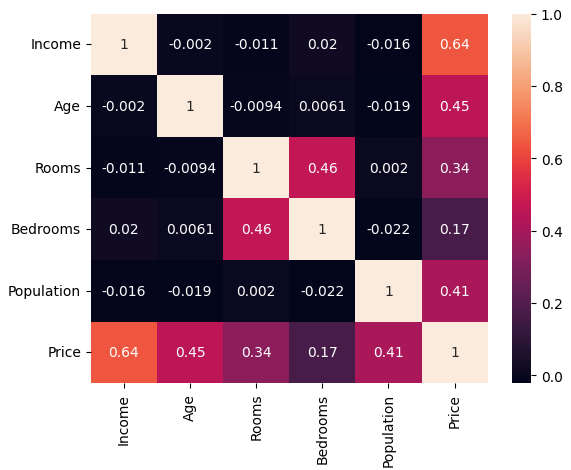 Income 1 -0.002 -0.011 0.02 -0.016 0.64
Age -0.002 1 -0.0094 0.0061 -0.019 0.45
Rooms -0.011 -0.0094 1 0.46 0.002 0.34
Bedrooms 0.02 0.0061 0.46 1 -0.022 0.17
Population -0.016 -0.019 0.002 -0.022 1 0.41
Price 0.64 0.45 0.34 0.17 0.41 1
Income Age Rooms Bedrooms Population Price
1.0
0.8
0.6
0.4
0.2
0.0